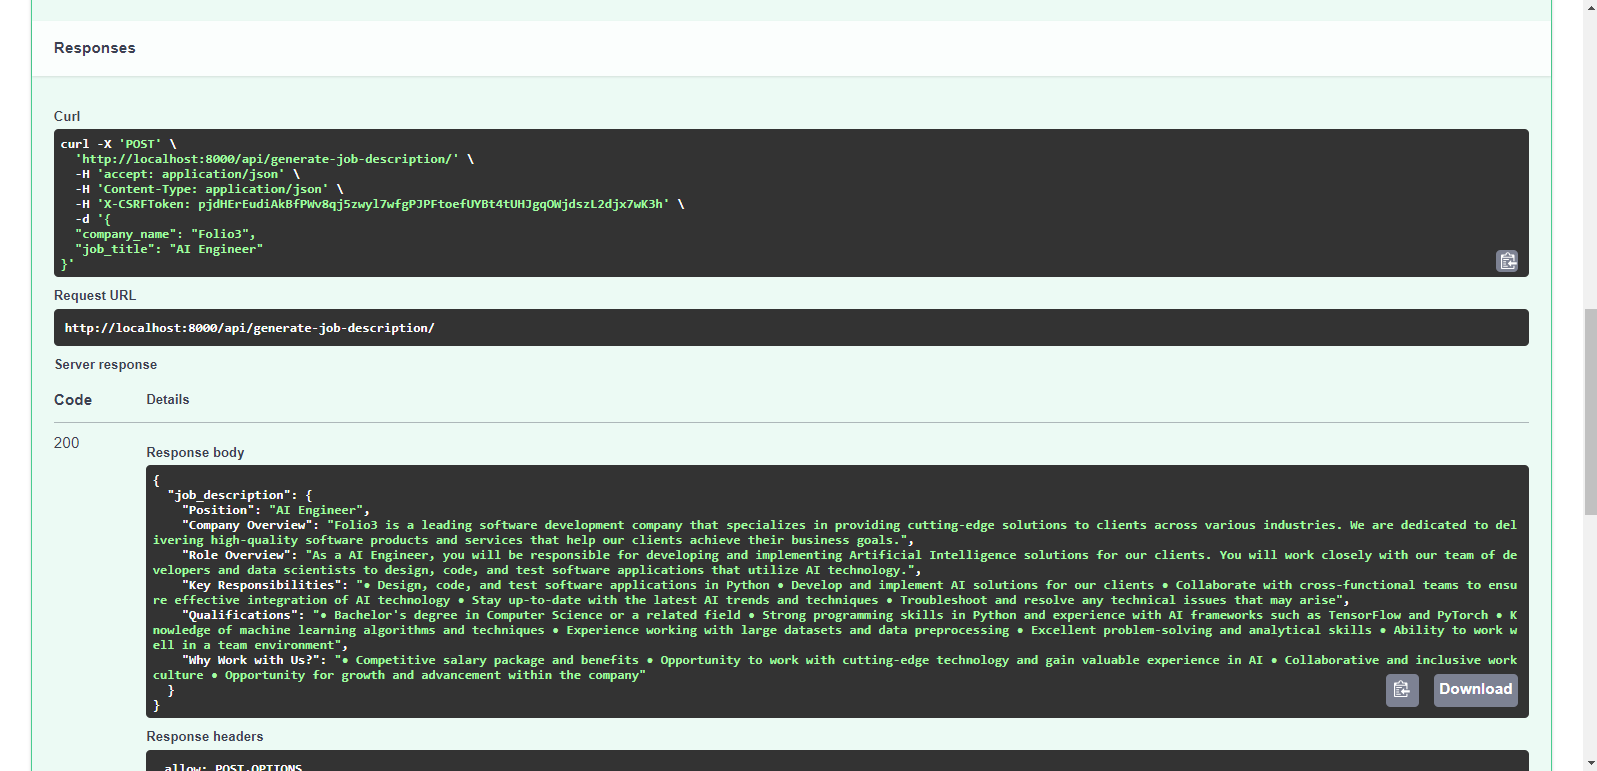 Responses
Curl
curl -X 'POST' \
'http://localhost:8000/api/generate-job-description/' \
-H 'accept: application/json' \
-H 'Content-Type: application/json' \
-H 'X-CSRFToken: pjdHErEudiAkBfPWv8qj5zwyl7wfgPJPFtoefUYBt4tUHJgqOWjdszL2djx7wK3h' \
-d '{
"company_name": "Folio3",
"job_title": "AI Engineer"
}'
Request URL
http://localhost:8000/api/generate-job-description/
Server response
Code Details
200
Response body
{
"job_description": {
"Position": "AI Engineer",
"Company Overview": "Folio3 is a leading software development company that specializes in providing cutting-edge solutions to clients across various industries. We are dedicated to del
ivering high-quality software products and services that help our clients achieve their business goals.",
"Role Overview": "As a AI Engineer, you will be responsible for developing and implementing Artificial Intelligence solutions for our clients. You will work closely with our team of de
velopers and data scientists to design, code, and test software applications that utilize AI technology.",
"Key Responsibilities": "• Design, code, and test software applications in Python • Develop and implement AI solutions for our clients • Collaborate with cross-functional teams to ensu
re effective integration of AI technology • Stay up-to-date with the latest AI trends and techniques • Troubleshoot and resolve any technical issues that may arise",
"Qualifications": "• Bachelor's degree in Computer Science or a related field • Strong programming skills in Python and experience with AI frameworks such as TensorFlow and PyTorch • K
nowledge of machine learning algorithms and techniques • Experience working with large datasets and data preprocessing • Excellent problem-solving and analytical skills • Ability to work w
ell in a team environment",
"Why Work with Us?": "• Competitive salary package and benefits • Opportunity to work with cutting-edge technology and gain valuable experience in AI • Collaborative and inclusive work
culture • Opportunity for growth and advancement within the company"
}
}
Download
Response headers
allow: POST,OPTIONS